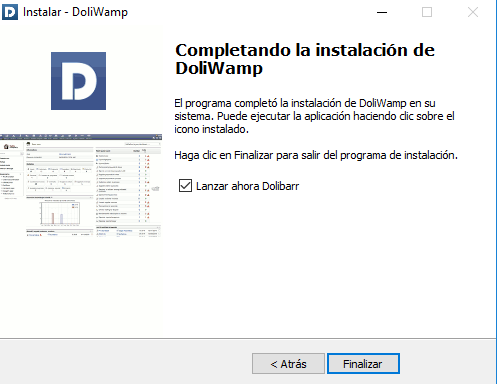 Instalar - DoliWamp
D
Completando la instalación de
DoliWamp
El programa completó la instalación de DoliWamp en su
sistema. Puede ejecutar la aplicación haciendo clic sobre el
icono instalado.
Haga clic en Finalizar para salir del programa de instalación.
Lanzar ahora Dolibarr
< Atrás
Finalizar